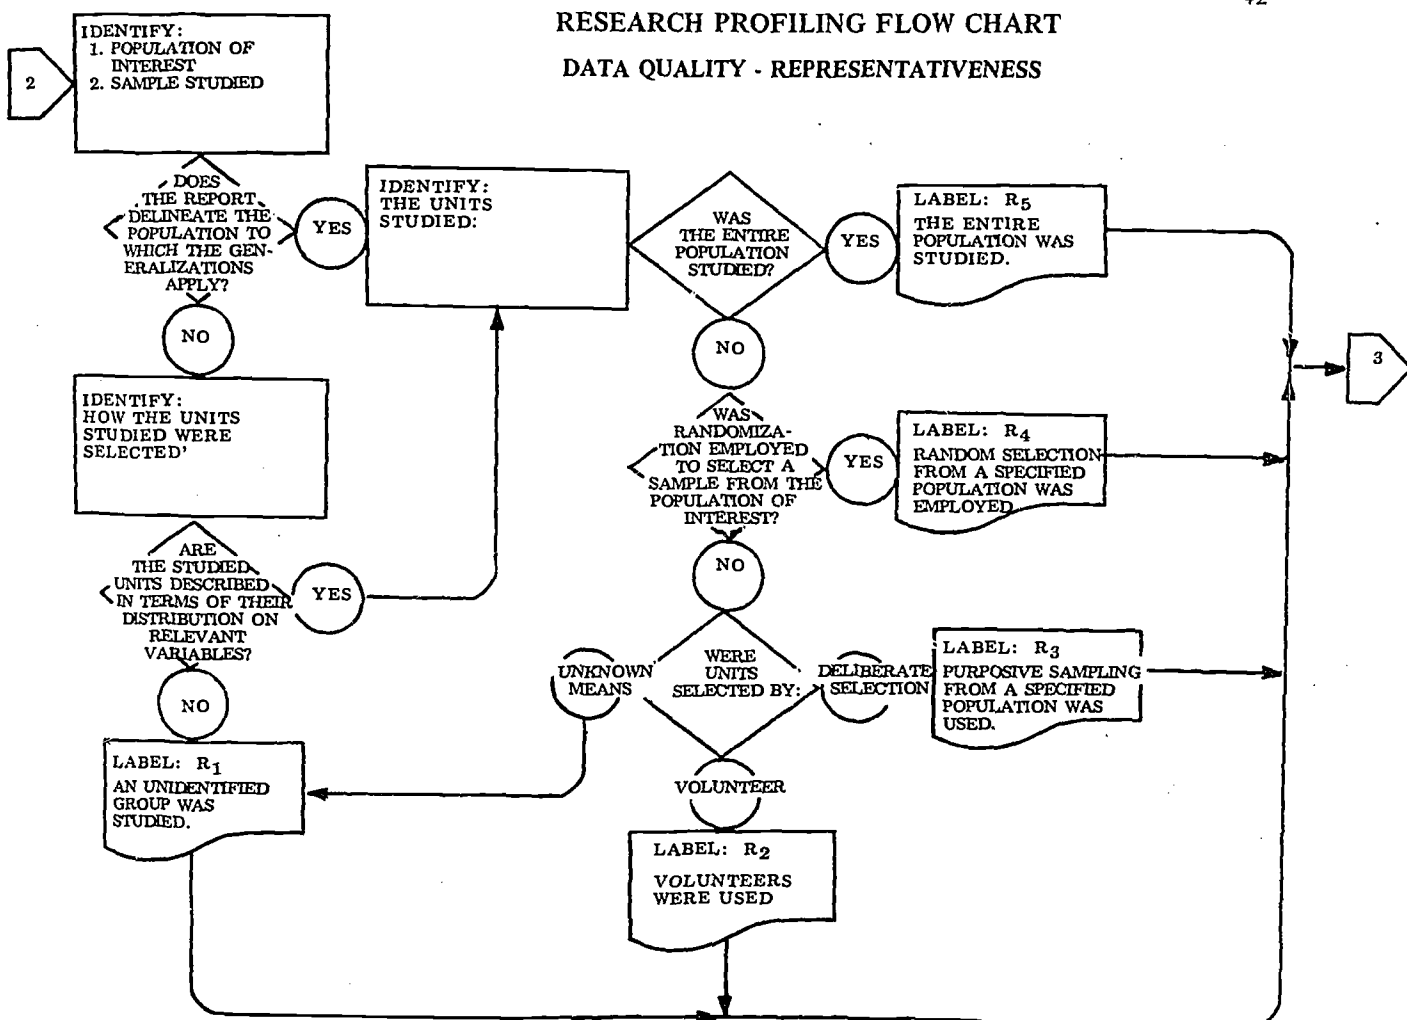 42
RESEARCH PROFILING FLOW CHART
DATA QUALITY - REPRESENTATIVENESS
2
IDENTIFY:
1. POPULATION OF
INTEREST
2. SAMPLE STUDIED
DOES
THE REPORT
DELINEATE THE
POPULATION TO
WHICH THE GEN-
ERALIZATIONS
APPLY?
YES
NO
IDENTIFY:
THE UNITS
STUDIED:
WAS
THE ENTIRE
POPULATION
STUDIED?
YES
NO
LABEL: R5
THE ENTIRE
POPULATION WAS
STUDIED.
3
IDENTIFY:
HOW THE UNITS
STUDIED WERE
SELECTED'
WAS
RANDOMIZA-
TION EMPLOYED
TO SELECT A
SAMPLE FROM THE
POPULATION OF
INTEREST?
YES
NO
LABEL: R4
RANDOM SELECTION
FROM A SPECIFIED
POPULATION WAS
EMPLOYED
ARE
THE STUDIED
UNITS DESCRIBED
IN TERMS OF THEIR
DISTRIBUTION ON
RELEVANT
VARIABLES?
YES
NO
WERE
UNITS
SELECTED BY:
UNKNOWN
MEANS
DELIBERATE
SELECTION
VOLUNTEER
LABEL: R3
PURPOSIVE SAMPLING
FROM A SPECIFIED
POPULATION WAS
USED.
LABEL: R1
AN UNIDENTIFIED
GROUP WAS
STUDIED.
LABEL: R2
VOLUNTEERS
WERE USED